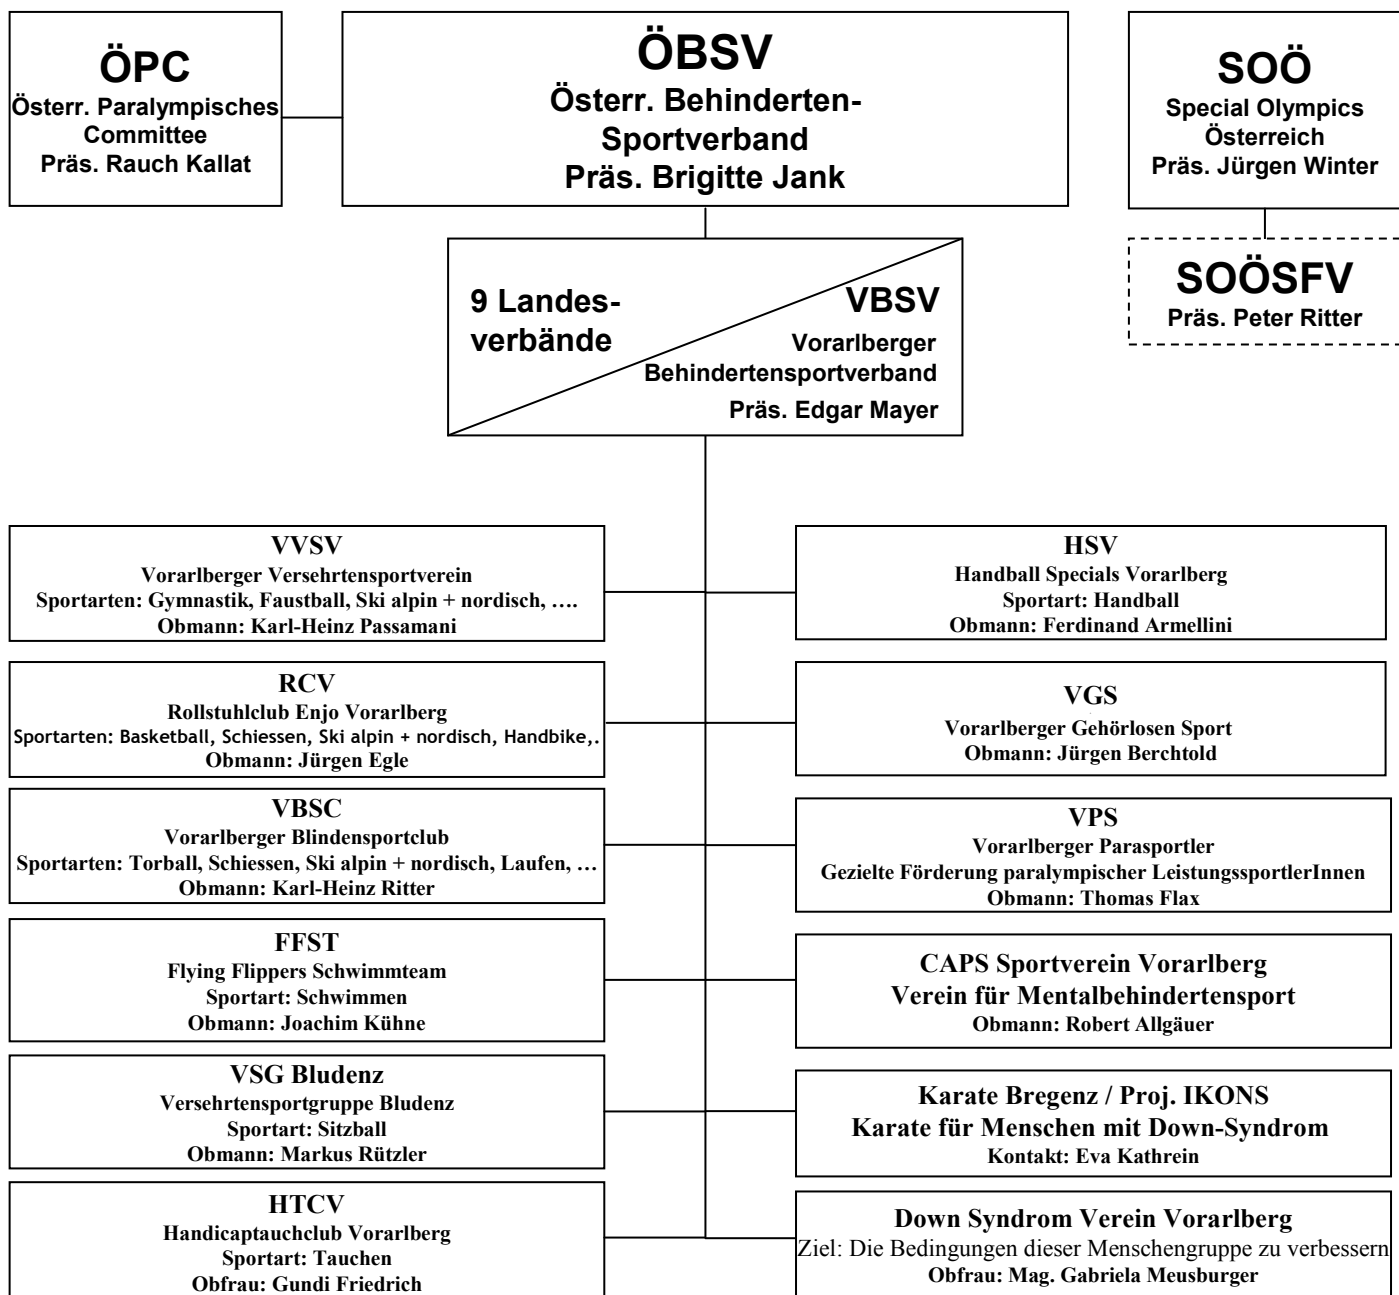 ÖPC
Österr. Paralympisches
Committee
Präs. Rauch Kallat
ÖBSV
Österr. Behinderten-
Sportverband
Präs. Brigitte Jank
SOÖ
Special Olympics
Österreich
Präs. Jürgen Winter
SOÖSFV
Präs. Peter Ritter
9 Landes-
verbände
VBSV
Vorarlberger
Behindertensportverband
Präs. Edgar Mayer
VVSV
Vorarlberger Versehrtensportverein
Sportarten: Gymnastik, Faustball, Ski alpin + nordisch, ….
Obmann: Karl-Heinz Passamani
HSV
Handball Specials Vorarlberg
Sportart: Handball
Obmann: Ferdinand Armellini
RCV
Rollstuhlclub Enjo Vorarlberg
Sportarten: Basketball, Schiessen, Ski alpin + nordisch, Handbike,.
Obmann: Jürgen Egle
VGS
Vorarlberger Gehörlosen Sport
Obmann: Jürgen Berchtold
VBSC
Vorarlberger Blindensportclub
Sportarten: Torball, Schiessen, Ski alpin + nordisch, Laufen, …
Obmann: Karl-Heinz Ritter
VPS
Vorarlberger Parasportler
Gezielte Förderung paralympischer LeistungssportlerInnen
Obmann: Thomas Flax
FFST
Flying Flippers Schwimmteam
Sportart: Schwimmen
Obmann: Joachim Kühne
CAPS Sportverein Vorarlberg
Verein für Mentalbehindertensport
Obmann: Robert Allgäuer
VSG Bludenz
Versehrtensportgruppe Bludenz
Sportart: Sitzball
Obmann: Markus Rützler
Karate Bregenz / Proj. IKONS
Karate für Menschen mit Down-Syndrom
Kontakt: Eva Kathrein
HTCV
Handicaptauchclub Vorarlberg
Sportart: Tauchen
Obfrau: Gundi Friedrich
Down Syndrom Verein Vorarlberg
Ziel: Die Bedingungen dieser Menschengruppe zu verbessern
Obfrau: Mag. Gabriela Meusburger